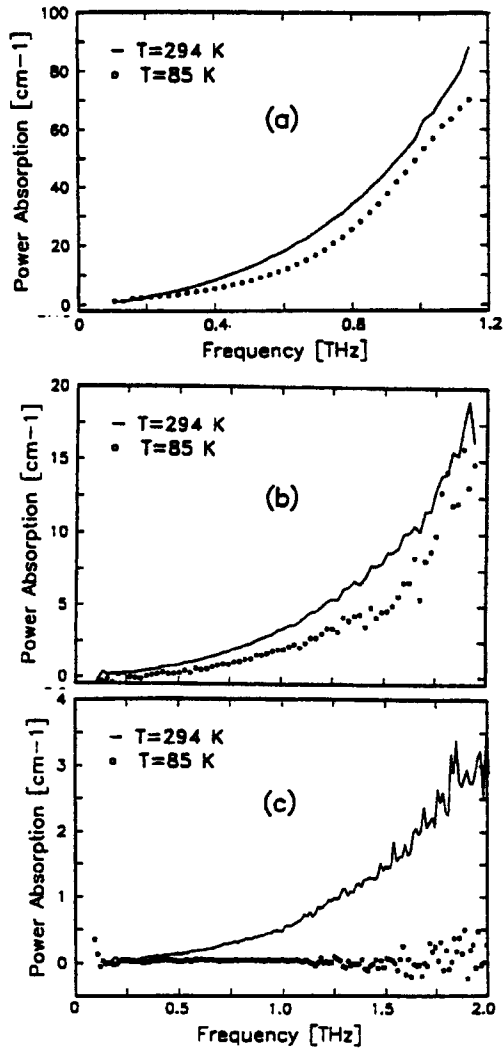 Power Absorption [cm−1]
100
80
60
40
20
0
— T=294 K
• T=85 K
(a)
0
0.4
0.8
1.2
Frequency [THz]
Power Absorption [cm−1]
20
15
10
5
0
— T=294 K
▫ T=85 K
(b)
Power Absorption [cm−1]
4
3
2
1
0
— T=294 K
▪ T=85 K
(c)
0
0.5
1.0
1.5
2.0
Frequency [THz]